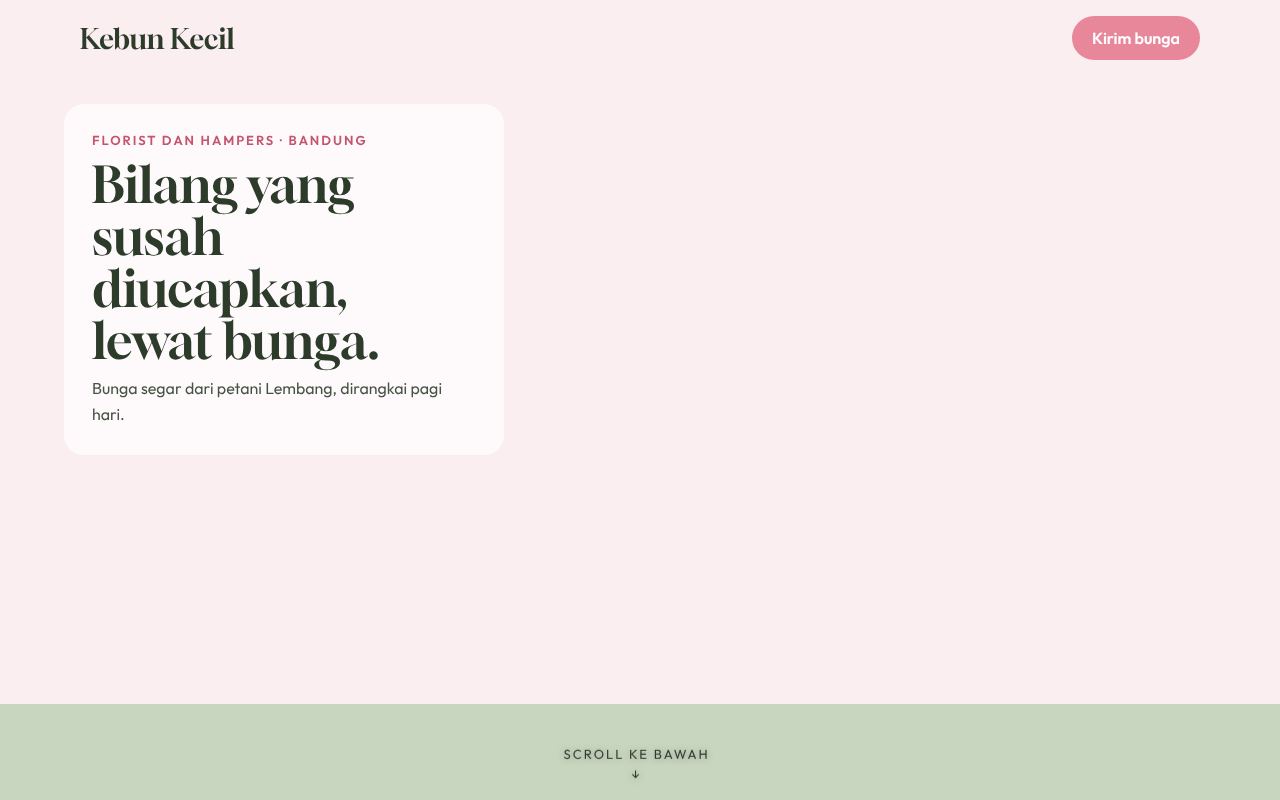 Kebun Kecil
Kirim bunga
FLORIST DAN HAMPERS · BANDUNG
Bilang yang
susah
diucapkan,
lewat bunga.
Bunga segar dari petani Lembang, dirangkai pagi
hari.
SCROLL KE BAWAH
↓